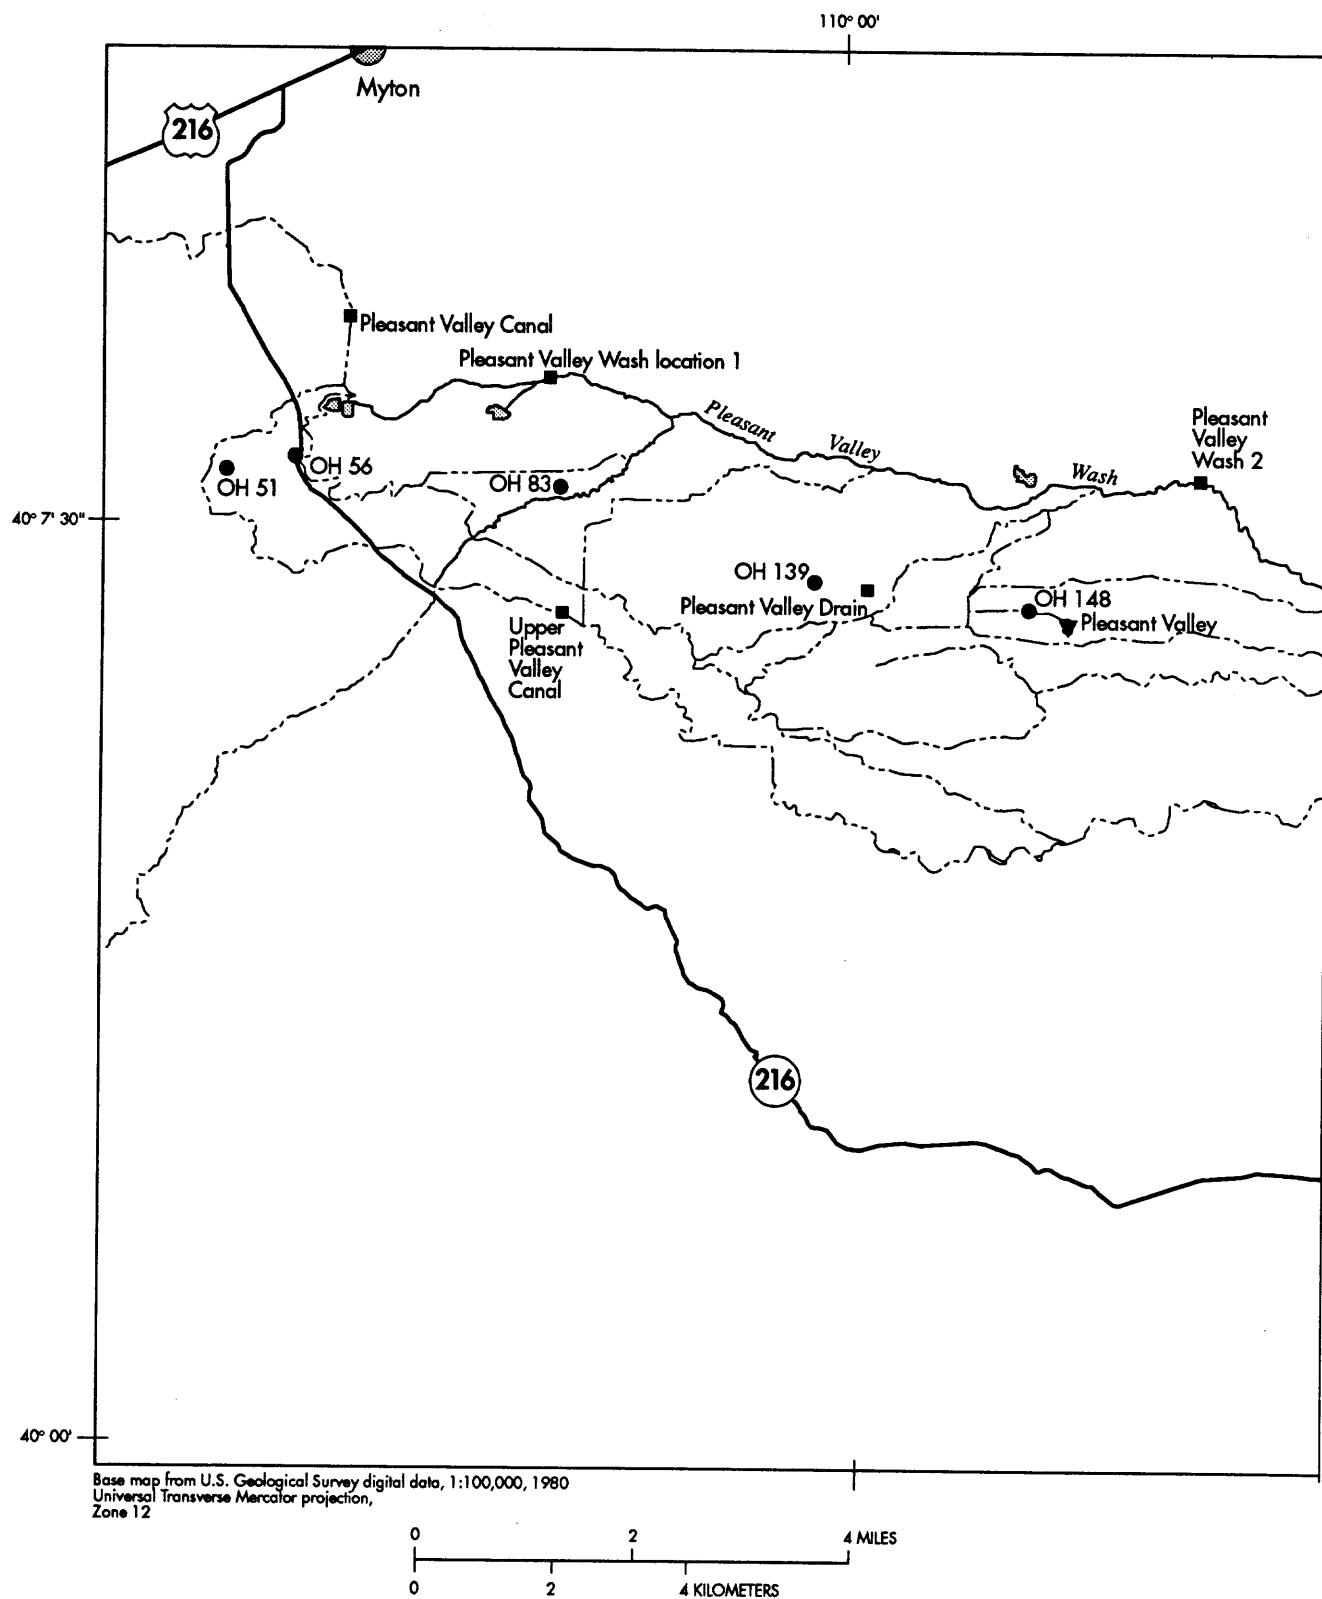 110° 00'
Myton
216
Pleasant Valley Canal
Pleasant Valley Wash location 1
Pleasant Valley Wash
Pleasant
Valley
Wash 2
OH 56
OH 51
OH 83
40° 7' 30"
OH 139
Pleasant Valley Drain
OH 148
Pleasant Valley
Upper
Pleasant
Valley
Canal
216
40° 00'
Base map from U.S. Geological Survey digital data, 1:100,000, 1980
Universal Transverse Mercator projection,
Zone 12
0 2 4 MILES
0 2 4 KILOMETERS